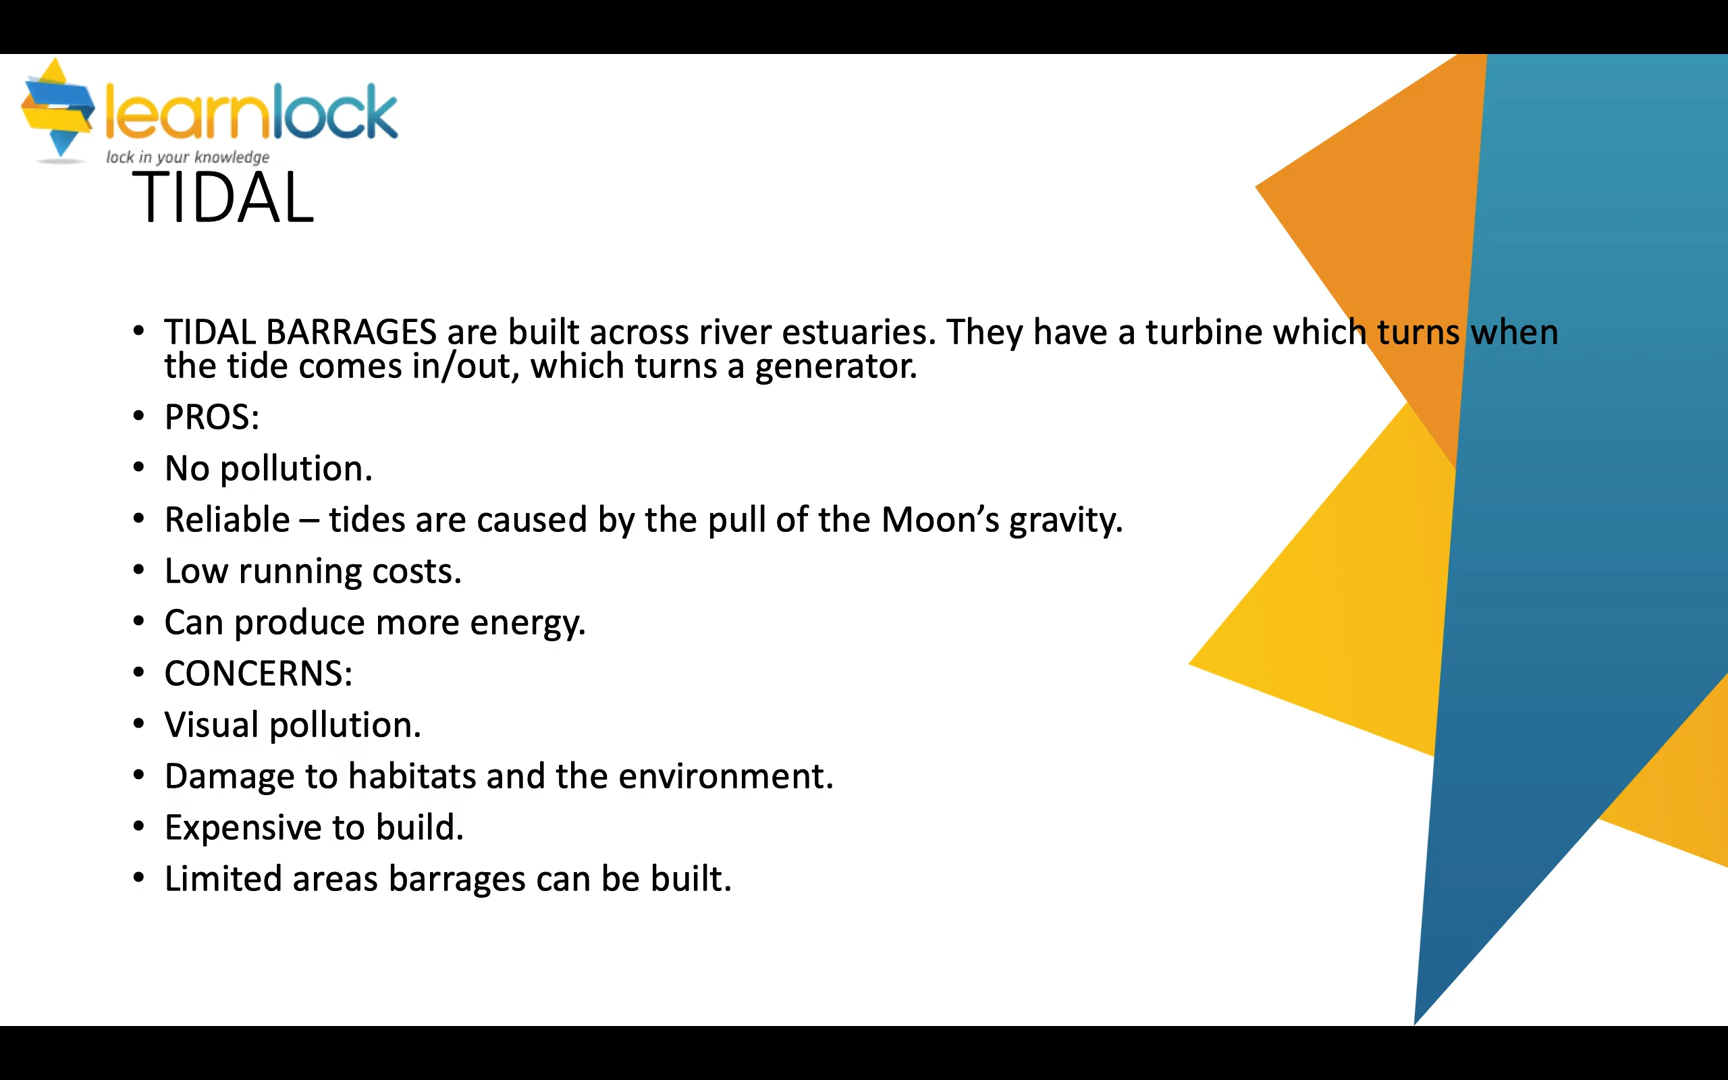 learnlock
lock in your knowledge
TIDAL
• TIDAL BARRAGES are built across river estuaries. They have a turbine which turns when
the tide comes in/out, which turns a generator.
• PROS:
• No pollution.
• Reliable – tides are caused by the pull of the Moon’s gravity.
• Low running costs.
• Can produce more energy.
• CONCERNS:
• Visual pollution.
• Damage to habitats and the environment.
• Expensive to build.
• Limited areas barrages can be built.